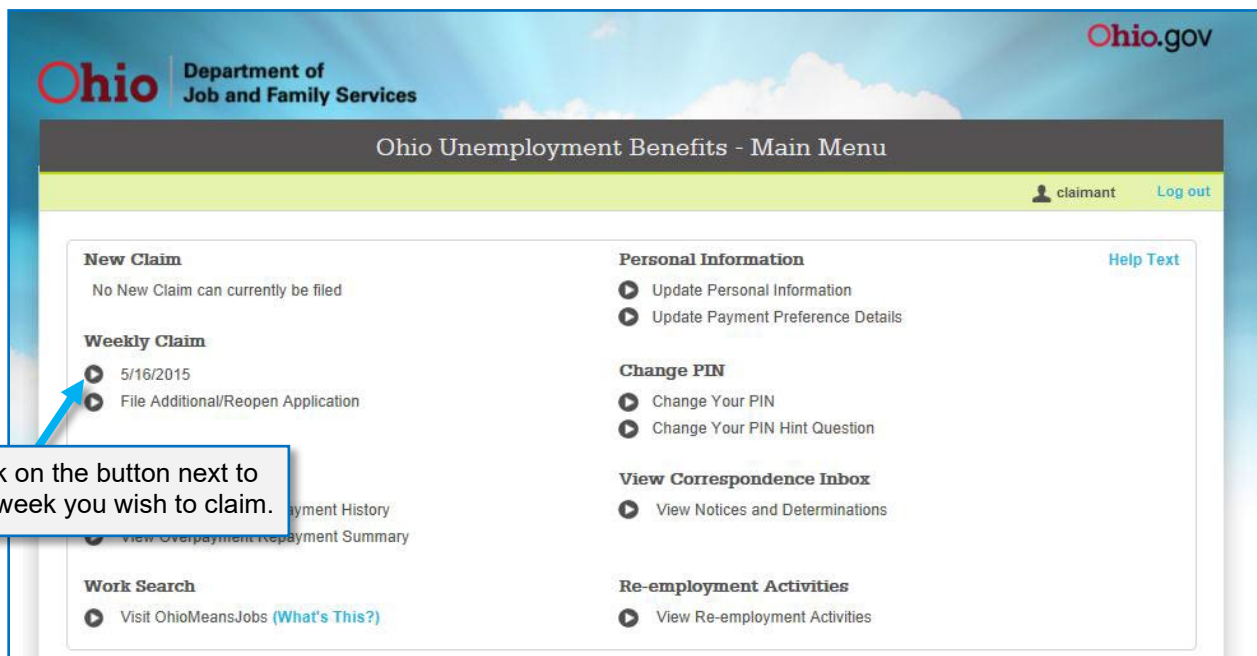 Ohio.gov
Ohio Department of
Job and Family Services
Ohio Unemployment Benefits - Main Menu
claimant Log out
New Claim
No New Claim can currently be filed
Weekly Claim
5/16/2015
File Additional/Reopen Application
on the button next to
week you wish to claim.
History
View Overpayment Repayment Summary
Work Search
Visit OhioMeansJobs (What's This?)
Personal Information
Update Personal Information
Update Payment Preference Details
Help Text
Change PIN
Change Your PIN
Change Your PIN Hint Question
View Correspondence Inbox
View Notices and Determinations
Re-employment Activities
View Re-employment Activities